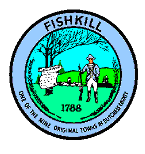 FISHKILL
1788
ONE OF THE NINE ORIGINAL TOWNS IN DUTCHESS COUNTY